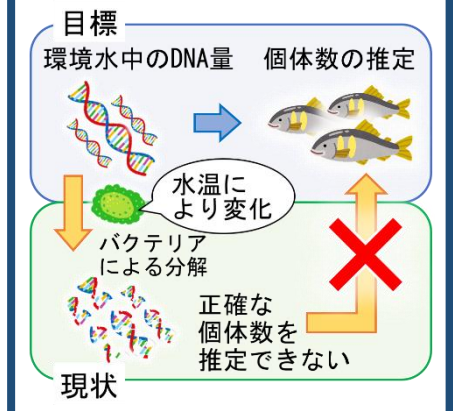 目標
環境水中のDNA量
個体数の推定
水温に
より変化
バクテリア
による分解
正確な
個体数を
推定できない
現状